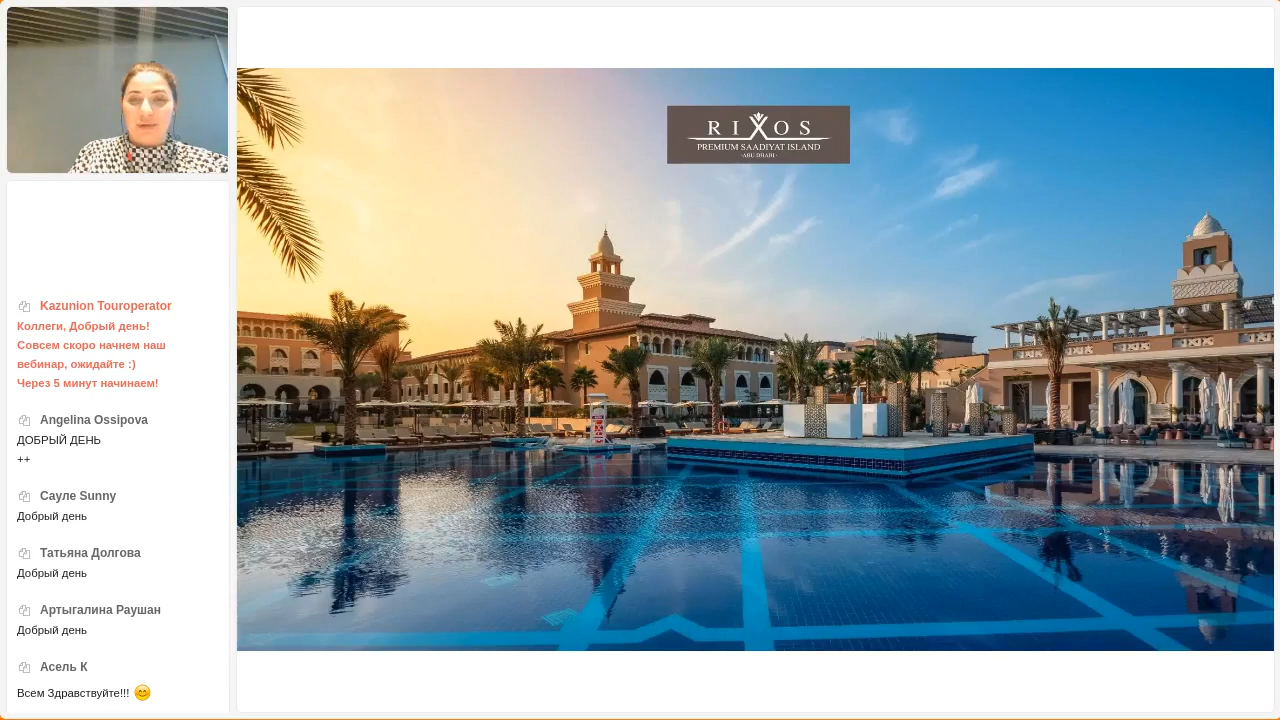 RIXOS
PREMIUM SAADIYAT ISLAND
·ABU DHABI·
Kazunion Touroperator
Коллеги, Добрый день!
Совсем скоро начнем наш
вебинар, ожидайте :)
Через 5 минут начинаем!
Angelina Ossipova
ДОБРЫЙ ДЕНЬ
++
Сауле Sunny
Добрый день
Татьяна Долгова
Добрый день
Артыгалина Раушан
Добрый день
Асель К
Всем Здравствуйте!!! 😊